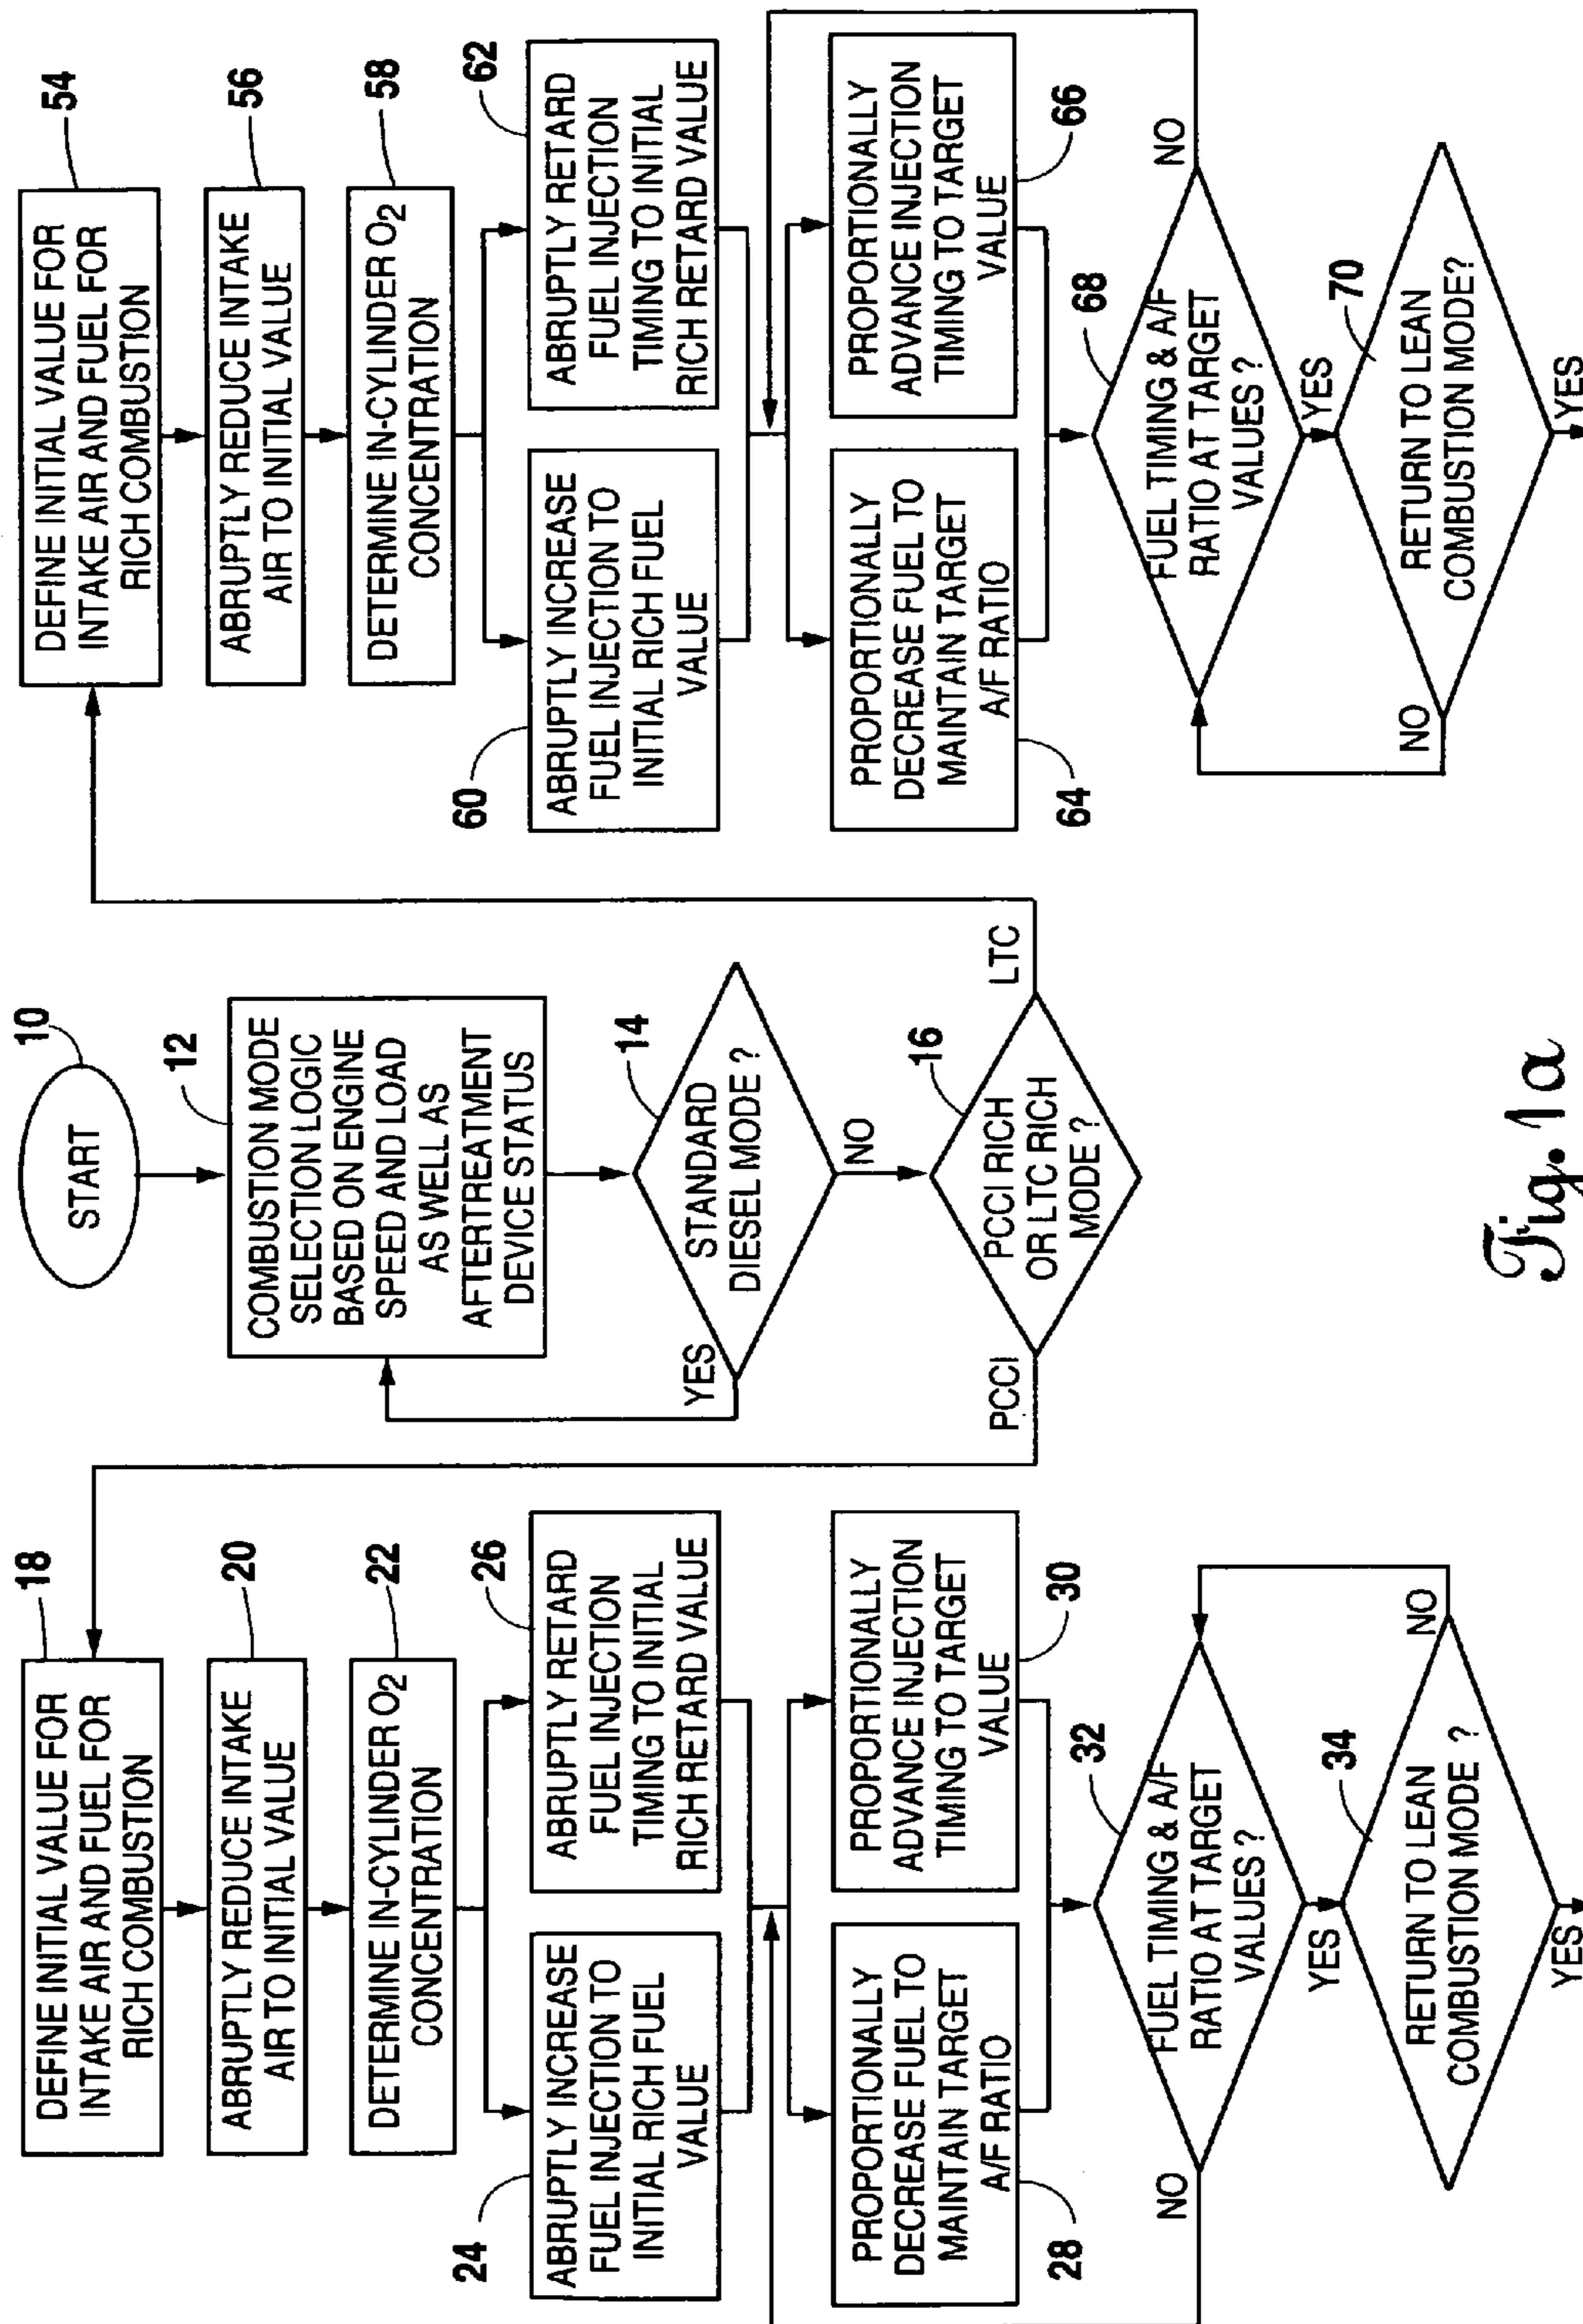 10
START
12
COMBUSTION MODE
SELECTION LOGIC
BASED ON ENGINE
SPEED AND LOAD
AS WELL AS
AFTERTREATMENT
DEVICE STATUS
14
STANDARD
DIESEL MODE ?
YES
NO
16
PCCI RICH
OR LTC RICH
MODE ?
PCCI
LTC
18
DEFINE INITIAL VALUE FOR
INTAKE AIR AND FUEL FOR
RICH COMBUSTION
20
ABRUPTLY REDUCE INTAKE
AIR TO INITIAL VALUE
22
DETERMINE IN-CYLINDER O2
CONCENTRATION
24
ABRUPTLY INCREASE
FUEL INJECTION TO
INITIAL RICH FUEL
VALUE
26
ABRUPTLY RETARD
FUEL INJECTION
TIMING TO INITIAL
RICH RETARD VALUE
28
PROPORTIONALLY
DECREASE FUEL TO
MAINTAIN TARGET
A/F RATIO
30
PROPORTIONALLY
ADVANCE INJECTION
TIMING TO TARGET
VALUE
32
FUEL TIMING & A/F
RATIO AT TARGET
VALUES ?
NO
YES
34
RETURN TO LEAN
COMBUSTION MODE ?
NO
YES
54
DEFINE INITIAL VALUE FOR
INTAKE AIR AND FUEL FOR
RICH COMBUSTION
56
ABRUPTLY REDUCE INTAKE
AIR TO INITIAL VALUE
58
DETERMINE IN-CYLINDER O2
CONCENTRATION
60
ABRUPTLY INCREASE
FUEL INJECTION TO
INITIAL RICH FUEL
VALUE
62
ABRUPTLY RETARD
FUEL INJECTION
TIMING TO INITIAL
RICH RETARD VALUE
64
PROPORTIONALLY
DECREASE FUEL TO
MAINTAIN TARGET
A/F RATIO
66
PROPORTIONALLY
ADVANCE INJECTION
TIMING TO TARGET
VALUE
68
FUEL TIMING & A/F
RATIO AT TARGET
VALUES ?
NO
YES
70
RETURN TO LEAN
COMBUSTION MODE?
NO
YES
Fig. 1a